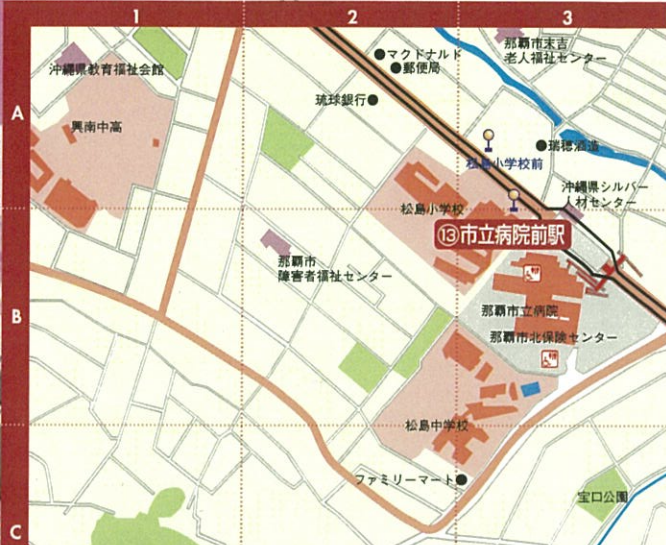 1
2
3
A
B
C
沖縄県教育福祉会館
興南中高
マクドナルド
郵便局
琉球銀行
那覇市末吉
老人福祉センター
瑞穂酒造
松島小学校前
沖縄県シルバー
人材センター
松島小学校
⑬市立病院前駅
那覇市
障害者福祉センター
那覇市立病院
那覇市北保険センター
松島中学校
ファミリーマート
宝口公園